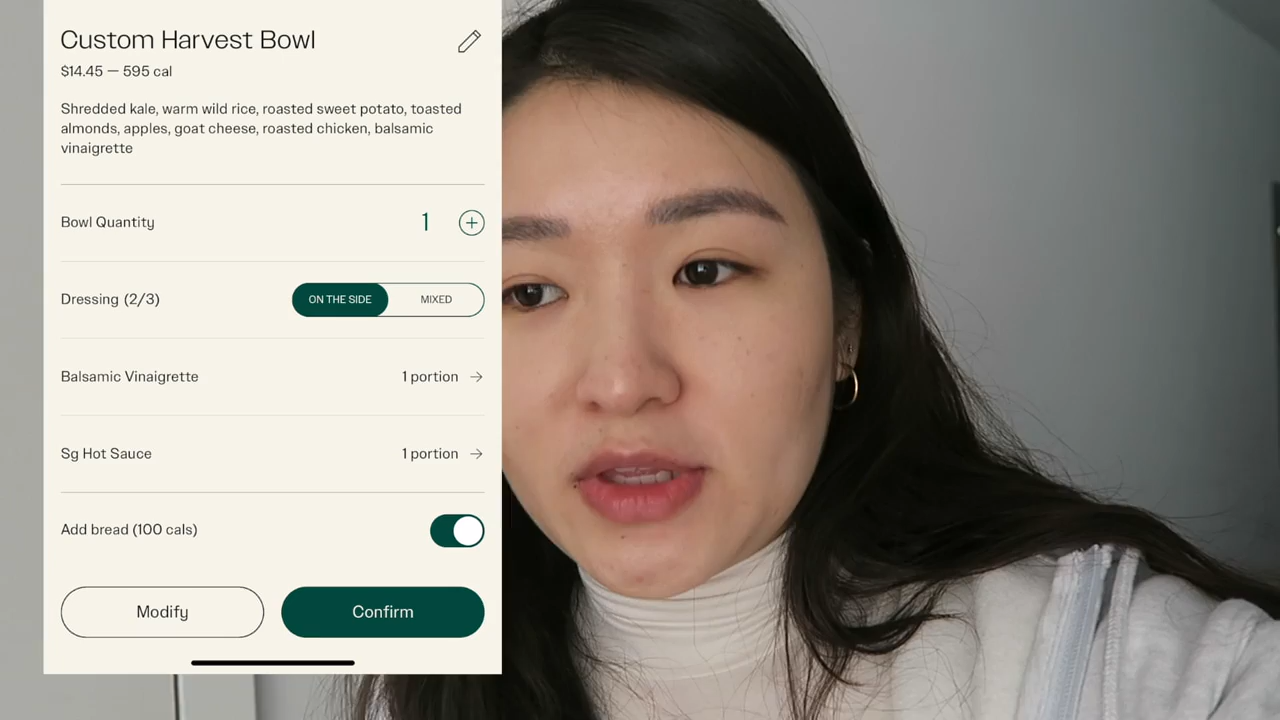 Custom Harvest Bowl
$14.45 — 595 cal
Shredded kale, warm wild rice, roasted sweet potato, toasted
almonds, apples, goat cheese, roasted chicken, balsamic
vinaigrette
Bowl Quantity 1
Dressing (2/3) ON THE SIDE MIXED
Balsamic Vinaigrette 1 portion
Sg Hot Sauce 1 portion
Add bread (100 cals)
Modify Confirm